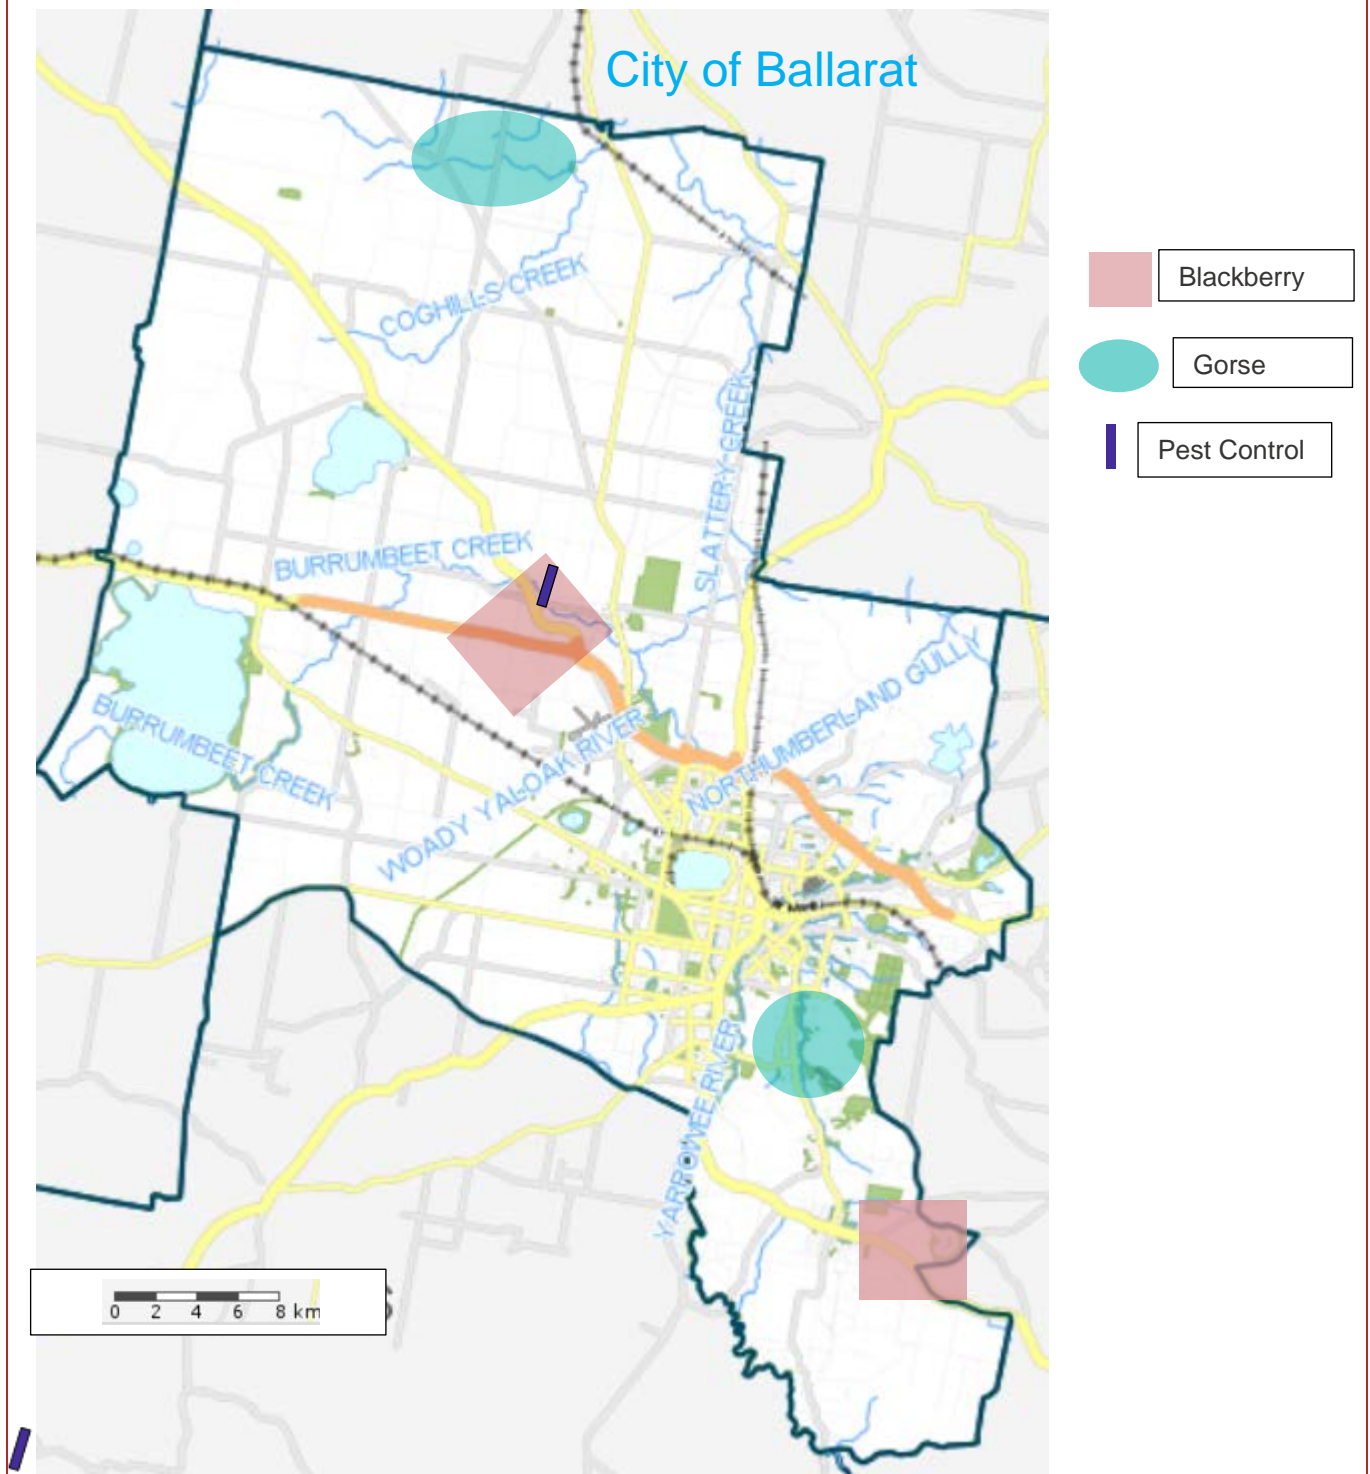 City of Ballarat
COGHILLS CREEK
SLATTERY CREEK
BURRUMBEET CREEK
NORTHUMBERLAND GULLY
BURRUMBEET CREEK
WOADY YALOAK RIVER
YARROWEE RIVER
0 2 4 6 8 km
Blackberry
Gorse
Pest Control